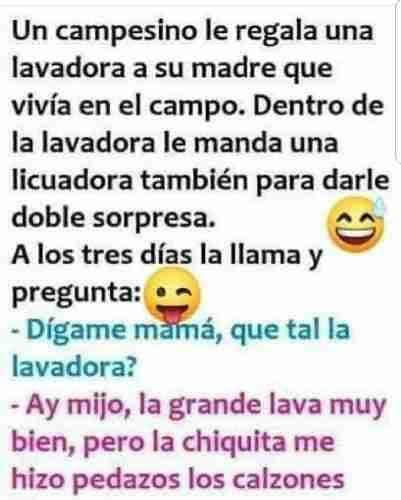 Un campesino le regala una
lavadora a su madre que
vivía en el campo. Dentro de
la lavadora le manda una
licuadora también para darle
doble sorpresa.
A los tres días la llama y
pregunta:
- Dígame mamá, que tal la
lavadora?
- Ay mijo, la grande lava muy
bien, pero la chiquita me
hizo pedazos los calzones